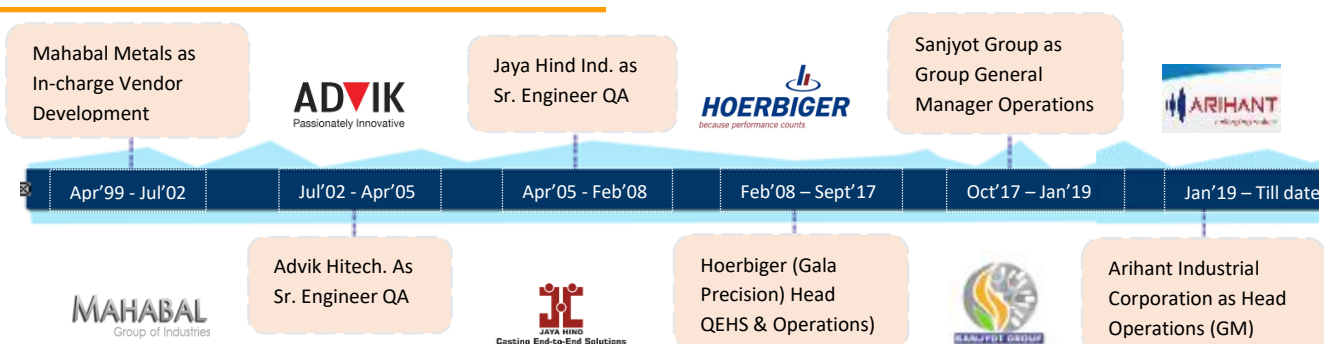 Mahabal Metals as
In-charge Vendor
Development
ADVIK
Passionately Innovative
Jaya Hind Ind. as
Sr. Engineer QA
HOERBIGER
because performance counts
Sanjyot Group as
Group General
Manager Operations
ARIHANT
Apr'99 - Jul'02
Jul'02 - Apr'05
Apr'05 - Feb'08
Feb'08 – Sept'17
Oct'17 – Jan'19
Jan'19 – Till date
MAHABAL
Group of Industries
Advik Hitech. As
Sr. Engineer QA
JAYA HIND
Casting End-to-End Solutions
Hoerbiger (Gala
Precision) Head
QEHS & Operations)
SANJYOT GROUP
Arihant Industrial
Corporation as Head
Operations (GM)